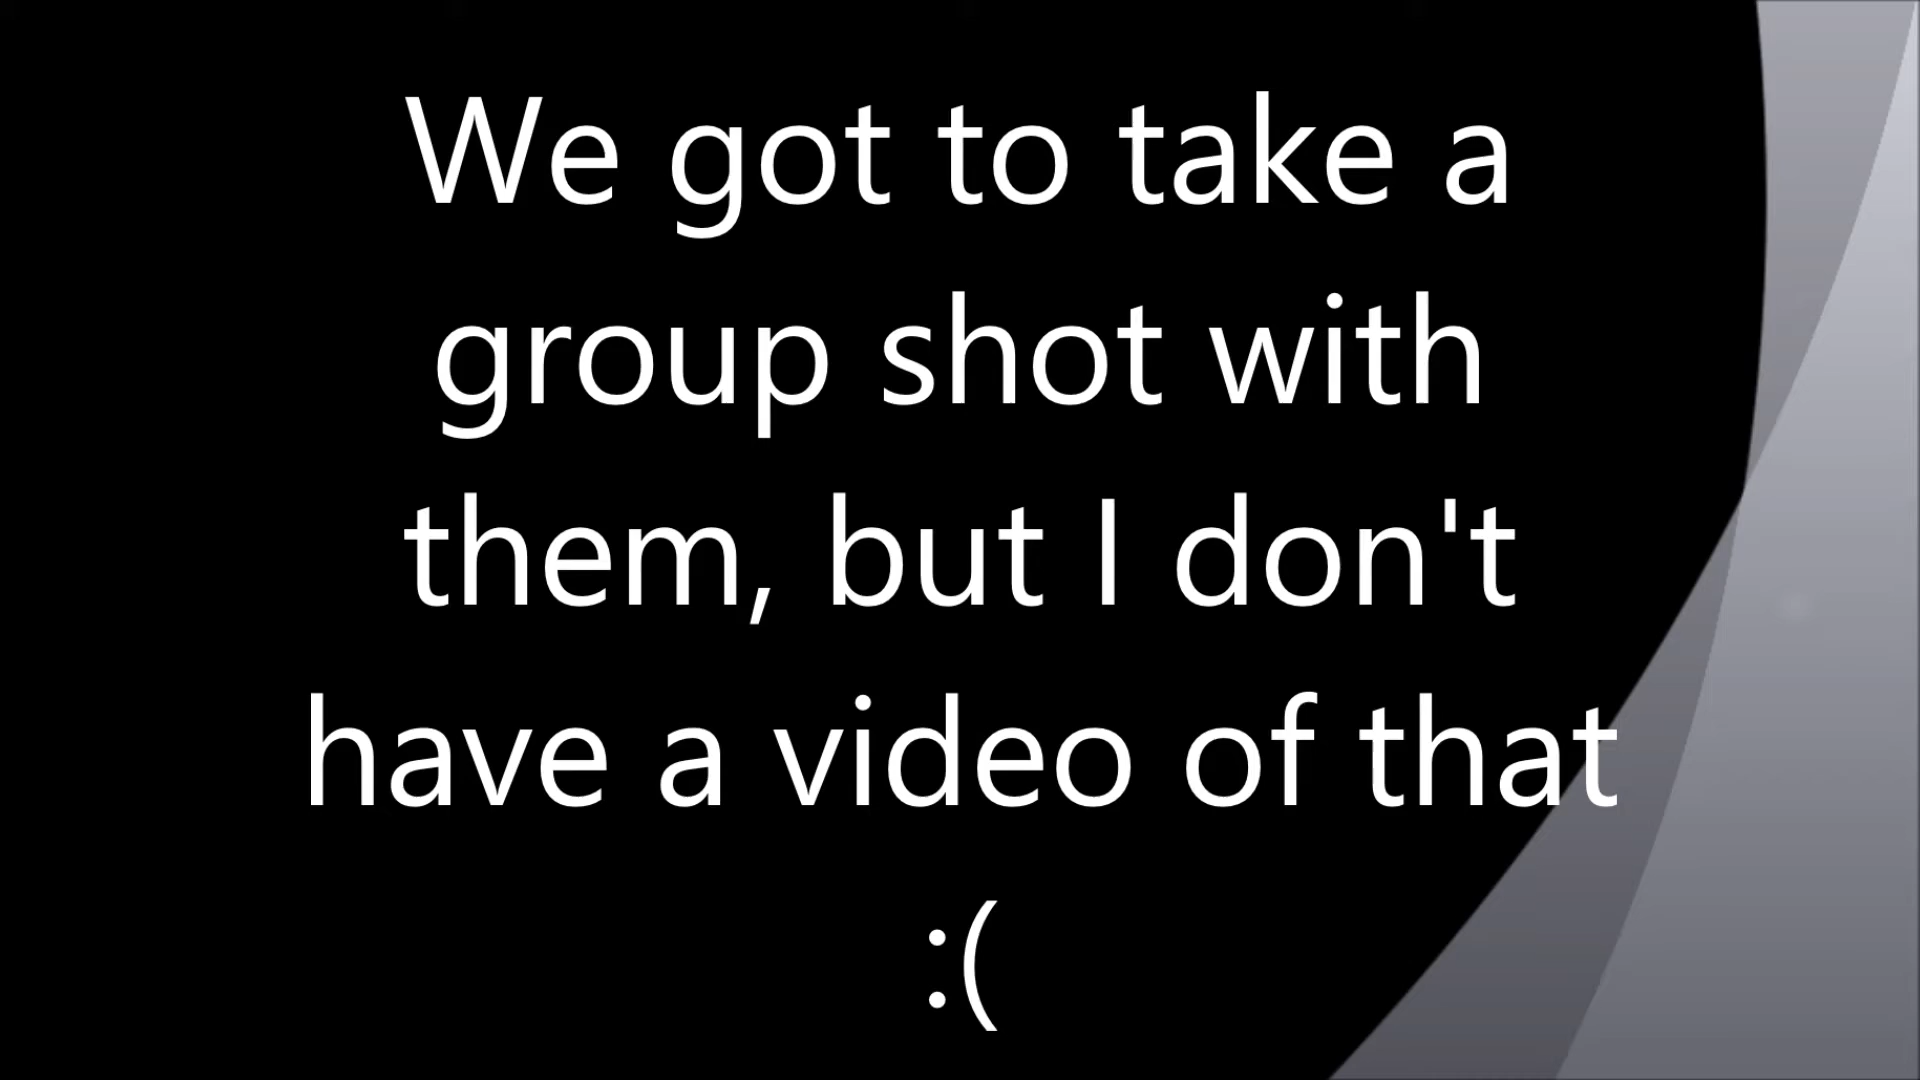 We got to take a
group shot with
them, but I don't
have a video of that
:(